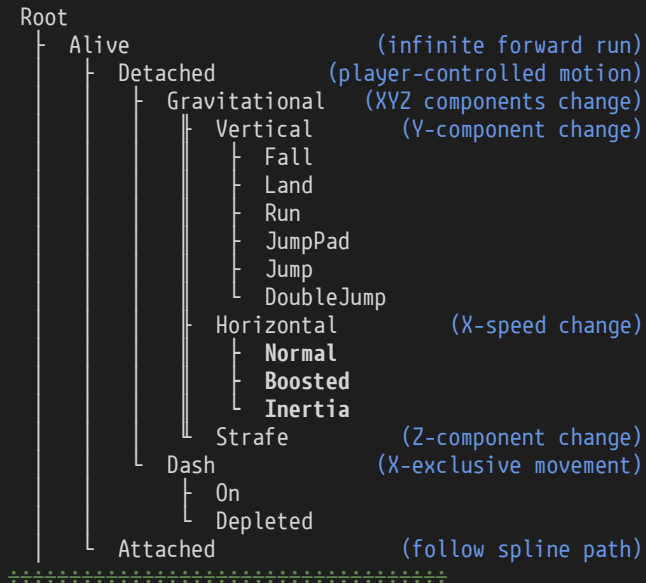 Root
Alive (infinite forward run)
Detached (player-controlled motion)
Gravitational (XYZ components change)
Vertical (Y-component change)
Fall
Land
Run
JumpPad
Jump
DoubleJump
Horizontal (X-speed change)
Normal
Boosted
Inertia
Strafe (Z-component change)
Dash (X-exclusive movement)
On
Depleted
Attached (follow spline path)